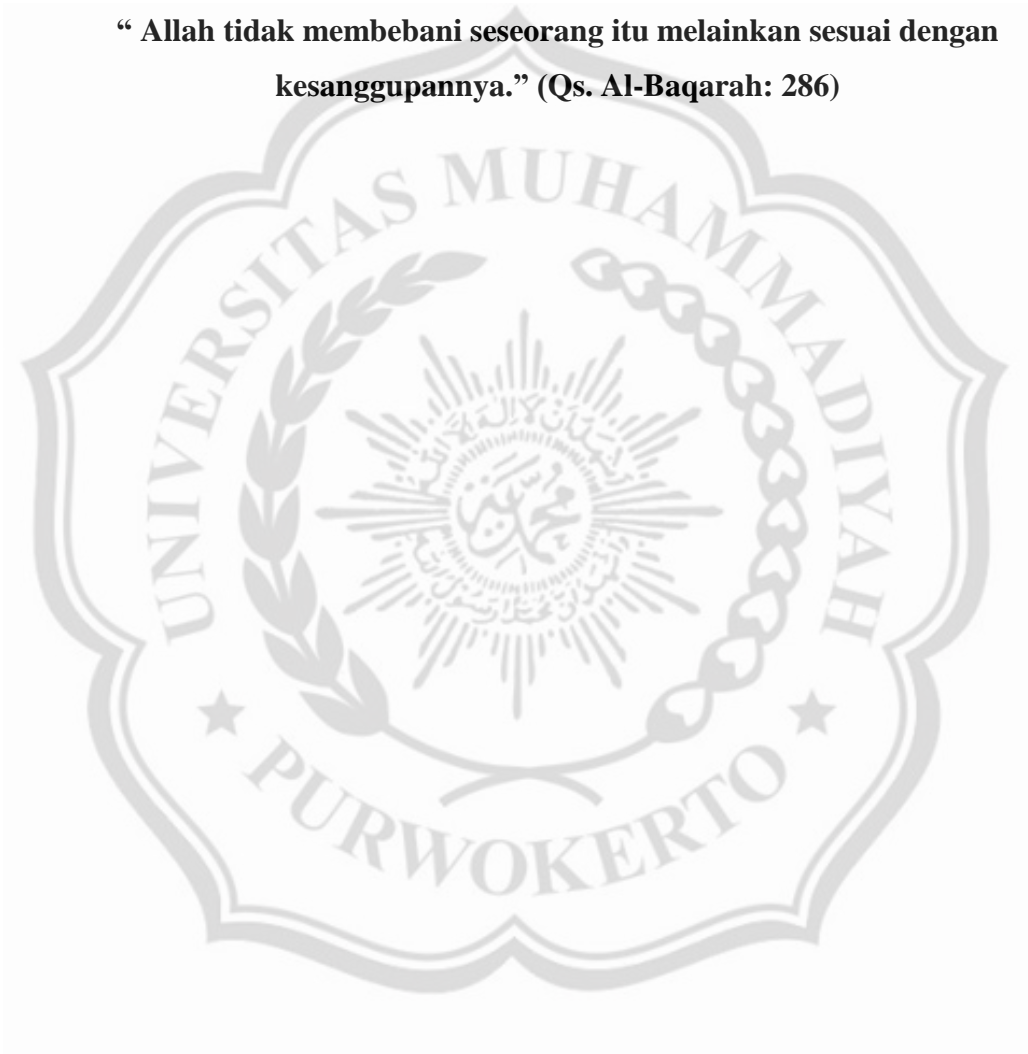 “ Allah tidak membebani seseorang itu melainkan sesuai dengan
kesanggupannya.” (Qs. Al-Baqarah: 286)
UNIVERSITAS MUHAMMADIYAH
PURWOKERTO